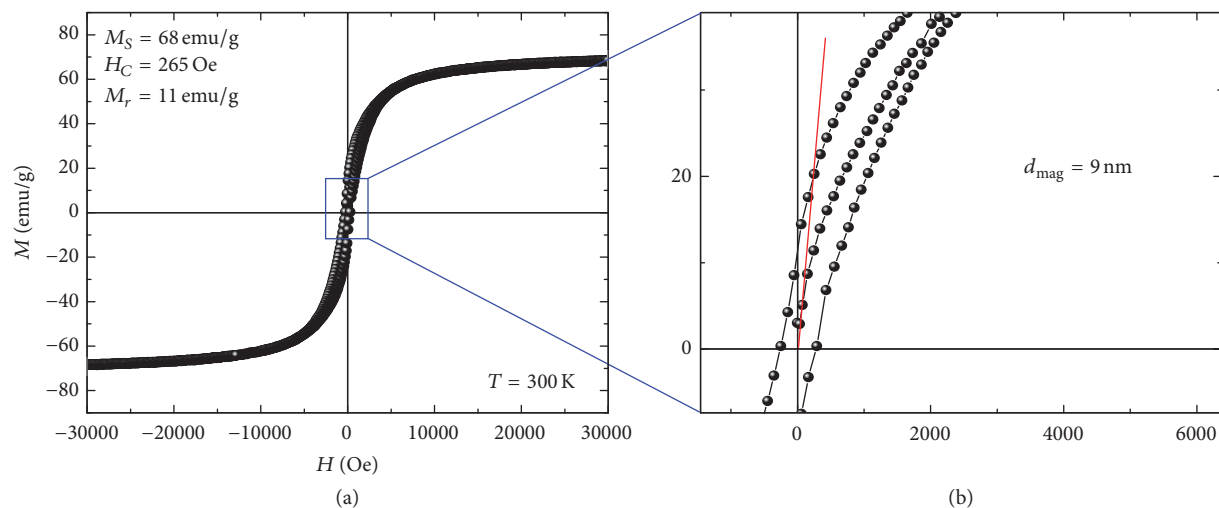 80
60
40
20
0
−20
−40
−60
−80
M (emu/g)
M_S = 68 emu/g
H_C = 265 Oe
M_r = 11 emu/g
T = 300 K
−30000 −20000 −10000 0 10000 20000 30000
H (Oe)
(a)
20
0
d_mag = 9 nm
0 2000 4000 6000
(b)